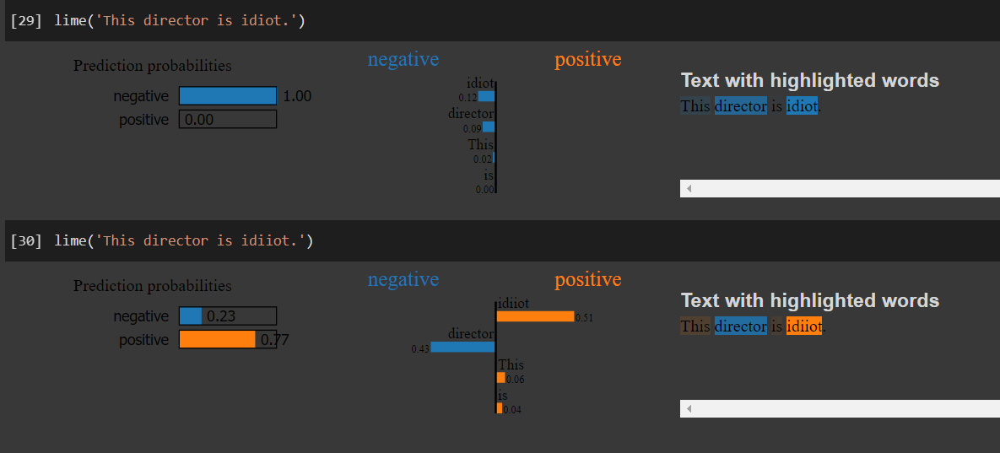 [29] lime('This director is idiot.')
Prediction probabilities
negative 1.00
positive 0.00
negative positive
idiot
0.12
director
0.09
This
0.02
is
0.00
Text with highlighted words
This director is idiot.
[30] lime('This director is idiiot.')
Prediction probabilities
negative 0.23
positive 0.77
negative positive
idiiot
0.51
director
0.43
This
0.06
is
0.04
Text with highlighted words
This director is idiiot.